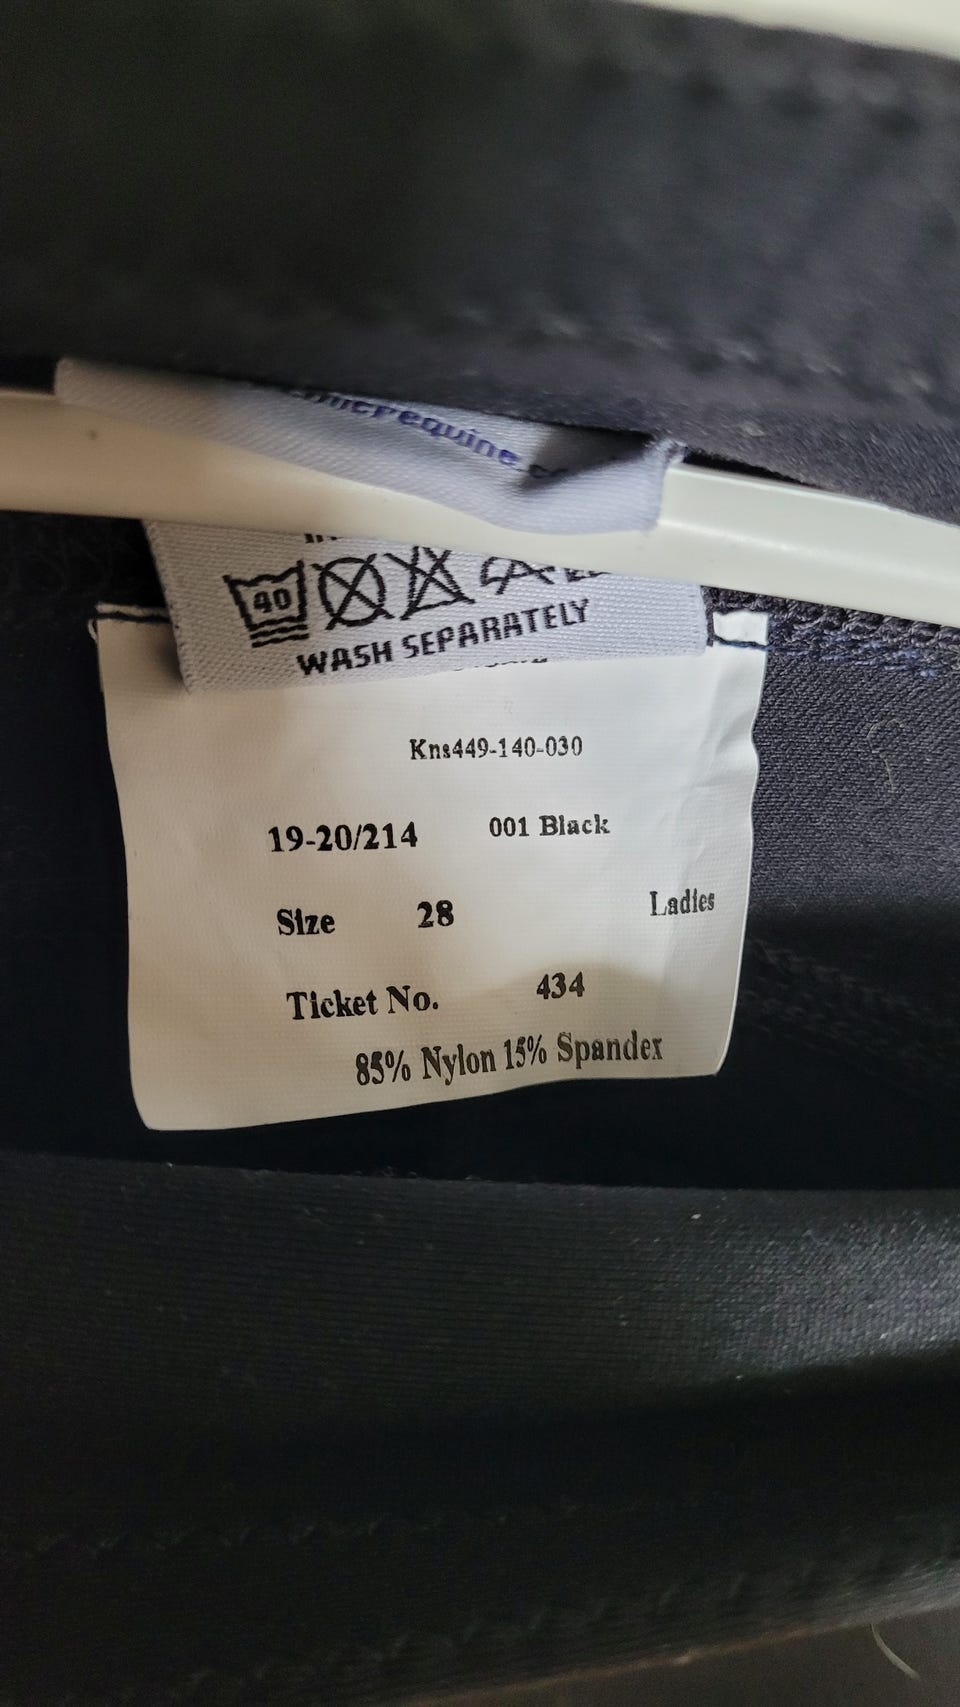 40
WASH SEPARATELY
Kns449-140-030
19-20/214 001 Black
Size 28 Ladies
Ticket No. 434
85% Nylon 15% Spandex